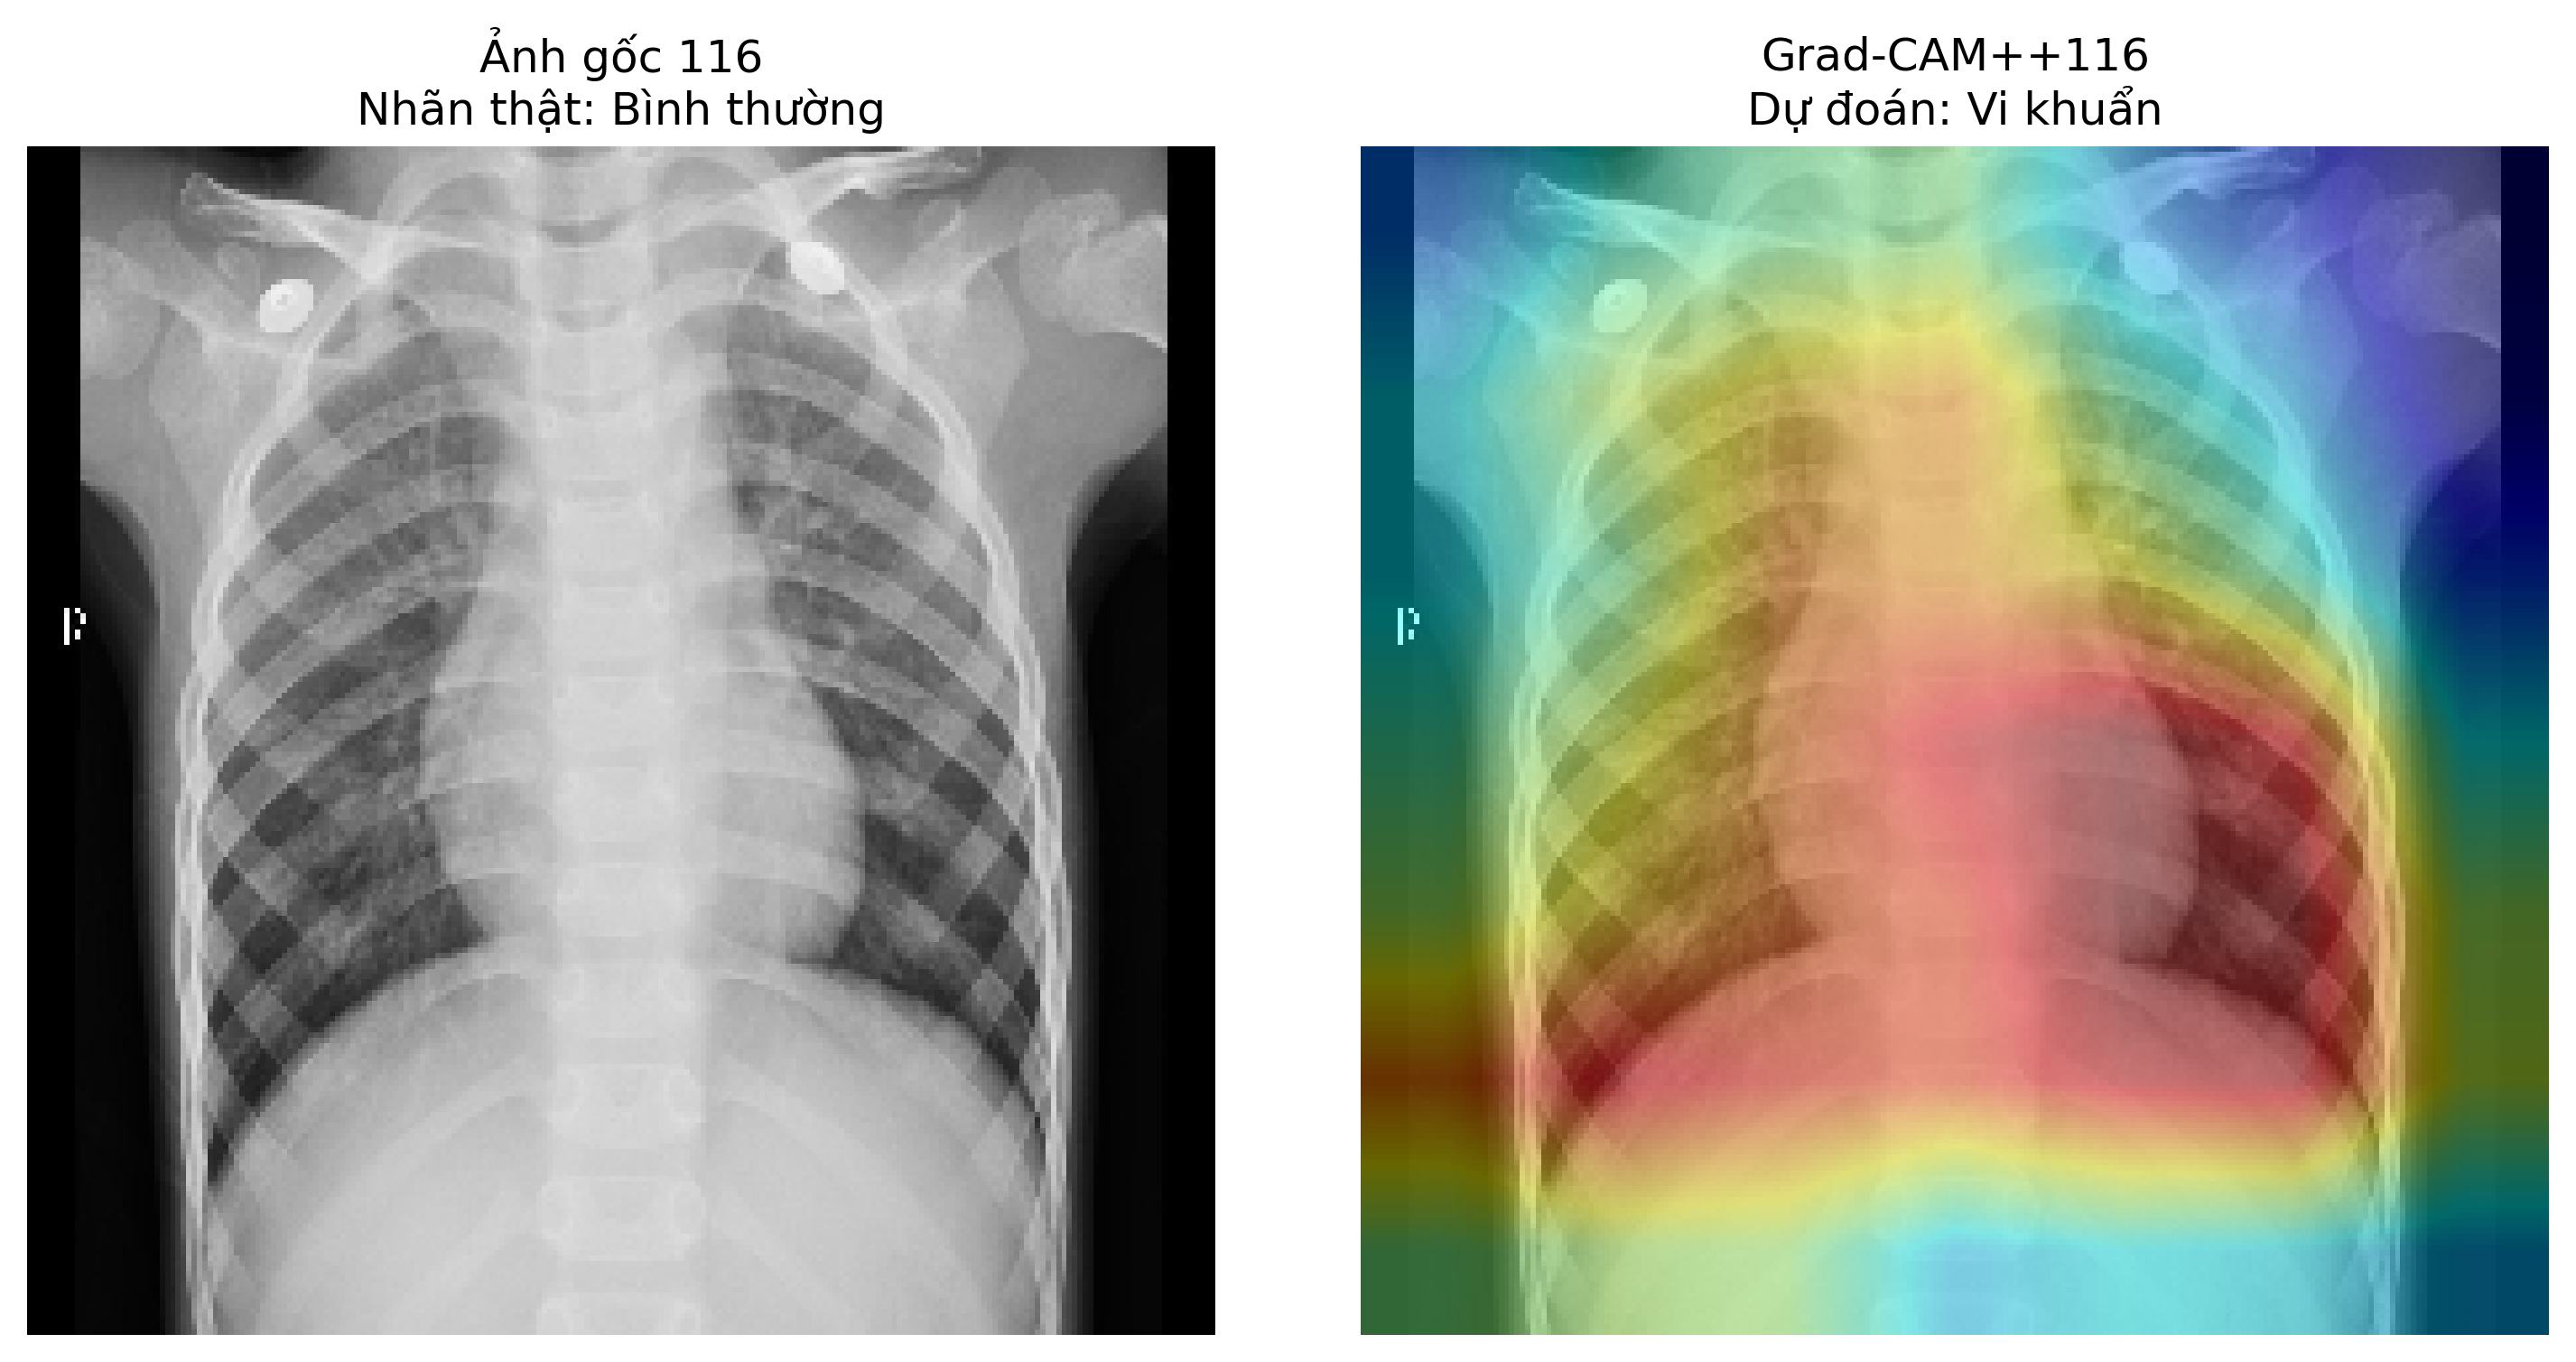 Ảnh gốc 116
Nhãn thật: Bình thường
Grad-CAM++116
Dự đoán: Vi khuẩn